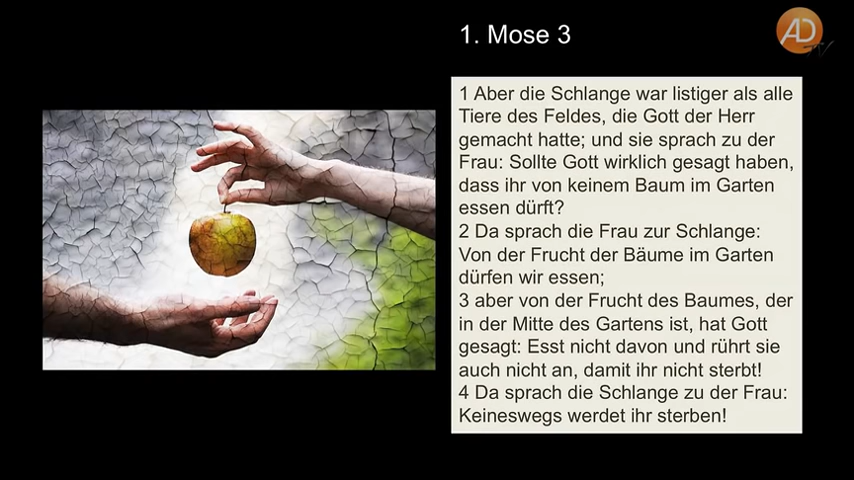 1. Mose 3
AD
TV
1 Aber die Schlange war listiger als alle
Tiere des Feldes, die Gott der Herr
gemacht hatte; und sie sprach zu der
Frau: Sollte Gott wirklich gesagt haben,
dass ihr von keinem Baum im Garten
essen dürft?
2 Da sprach die Frau zur Schlange:
Von der Frucht der Bäume im Garten
dürfen wir essen;
3 aber von der Frucht des Baumes, der
in der Mitte des Gartens ist, hat Gott
gesagt: Esst nicht davon und rührt sie
auch nicht an, damit ihr nicht sterbt!
4 Da sprach die Schlange zu der Frau:
Keineswegs werdet ihr sterben!